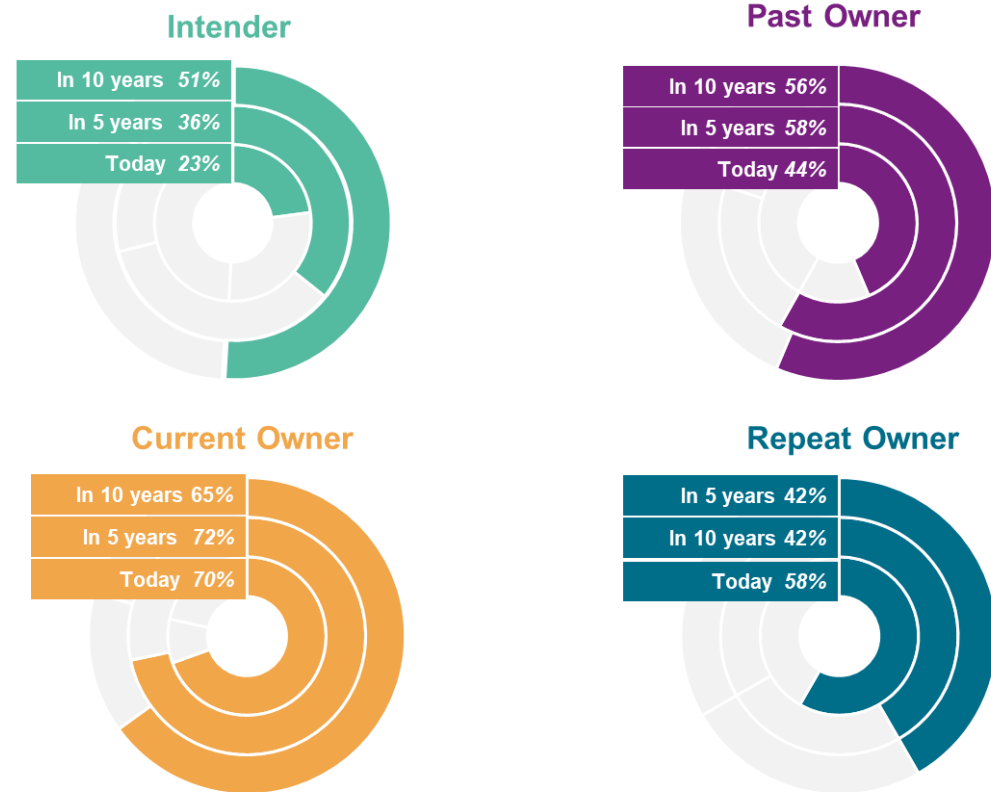 Intender
In 10 years 51%
In 5 years 36%
Today 23%
Past Owner
In 10 years 56%
In 5 years 58%
Today 44%
Current Owner
In 10 years 65%
In 5 years 72%
Today 70%
Repeat Owner
In 5 years 42%
In 10 years 42%
Today 58%